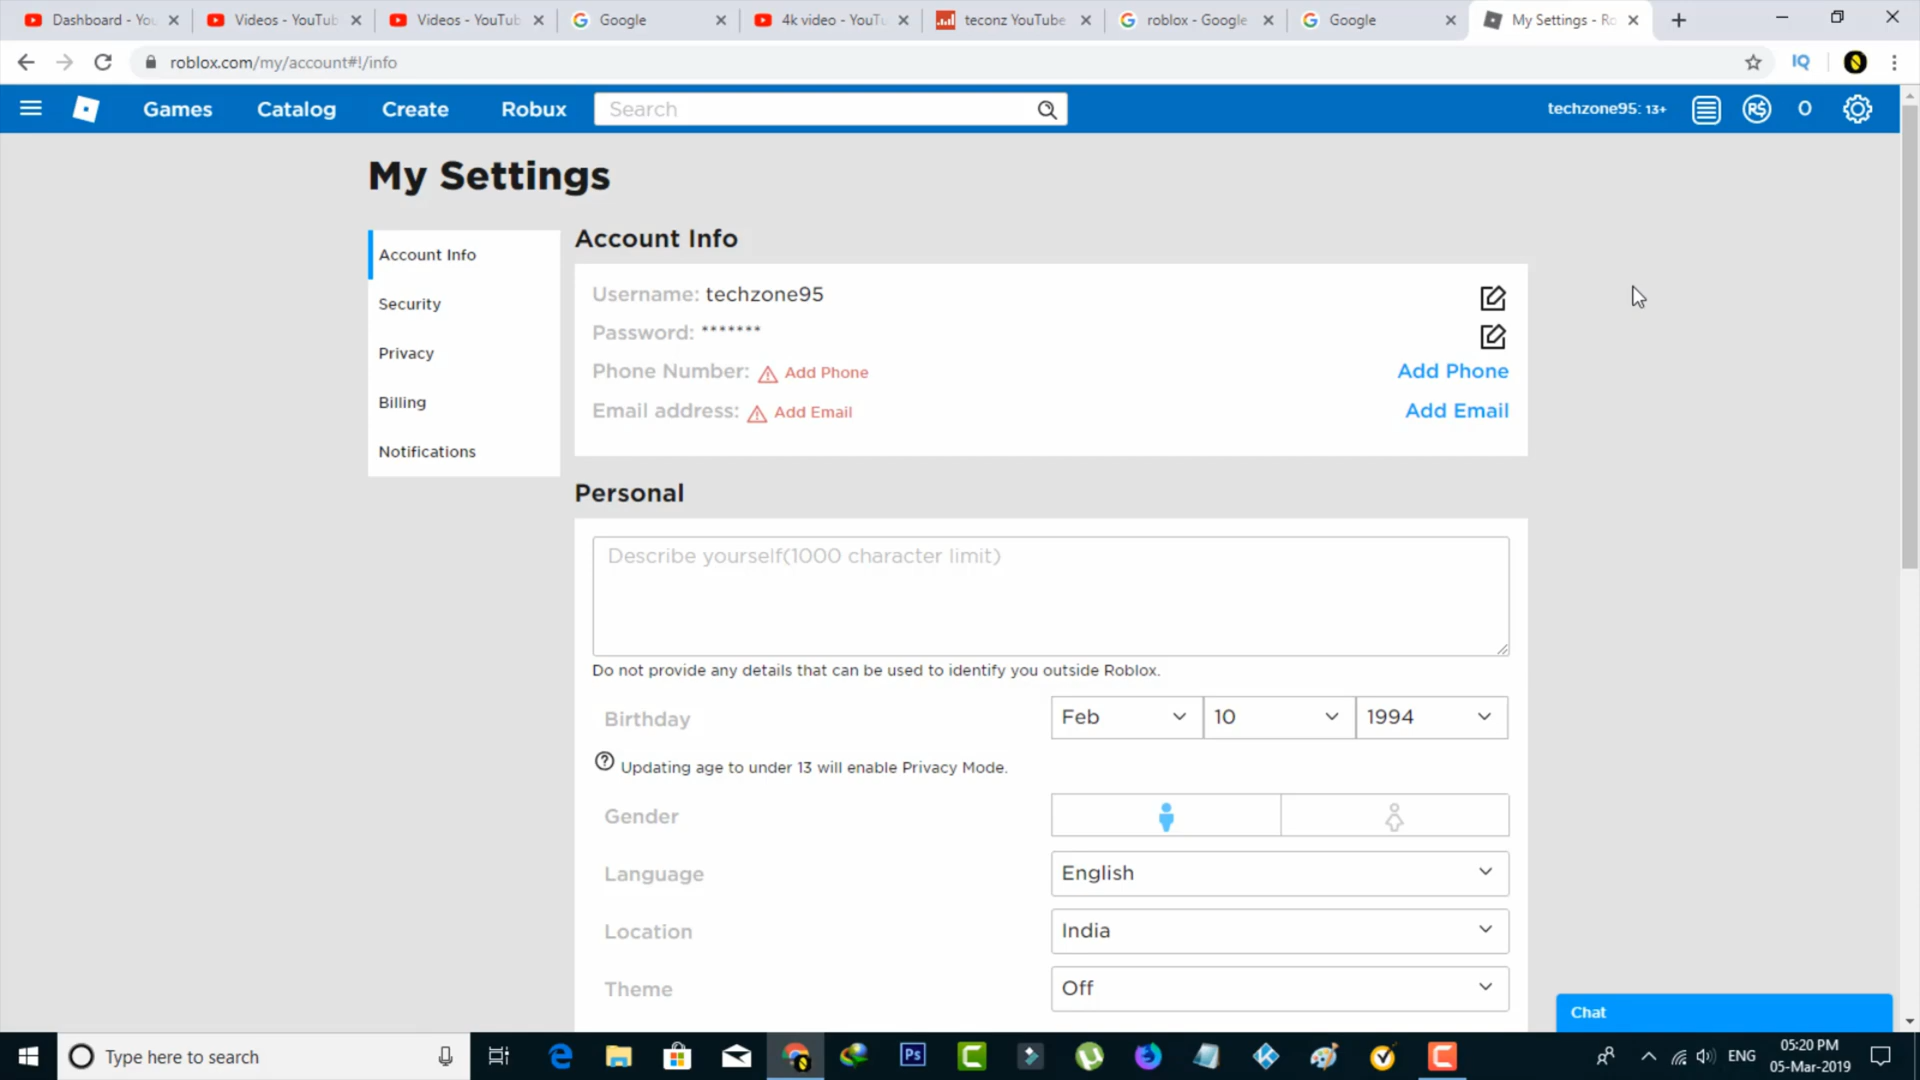 Dashboard - You
Videos - YouTub
Videos - YouTub
Google
4k video - YouTu
teconz YouTube
roblox - Google
Google
My Settings - Ro
roblox.com/my/account#!/info
IQ
Games
Catalog
Create
Robux
Search
techzone95: 13+
R$
0
My Settings
Account Info
Security
Privacy
Billing
Notifications
Account Info
Username: techzone95
Password: *******
Phone Number: Add Phone
Add Phone
Email address: Add Email
Add Email
Personal
Describe yourself(1000 character limit)
Do not provide any details that can be used to identify you outside Roblox.
Birthday
Feb
10
1994
Updating age to under 13 will enable Privacy Mode.
Gender
Language
English
Location
India
Theme
Off
Chat
Type here to search
Ps
ENG
05:20 PM
05-Mar-2019